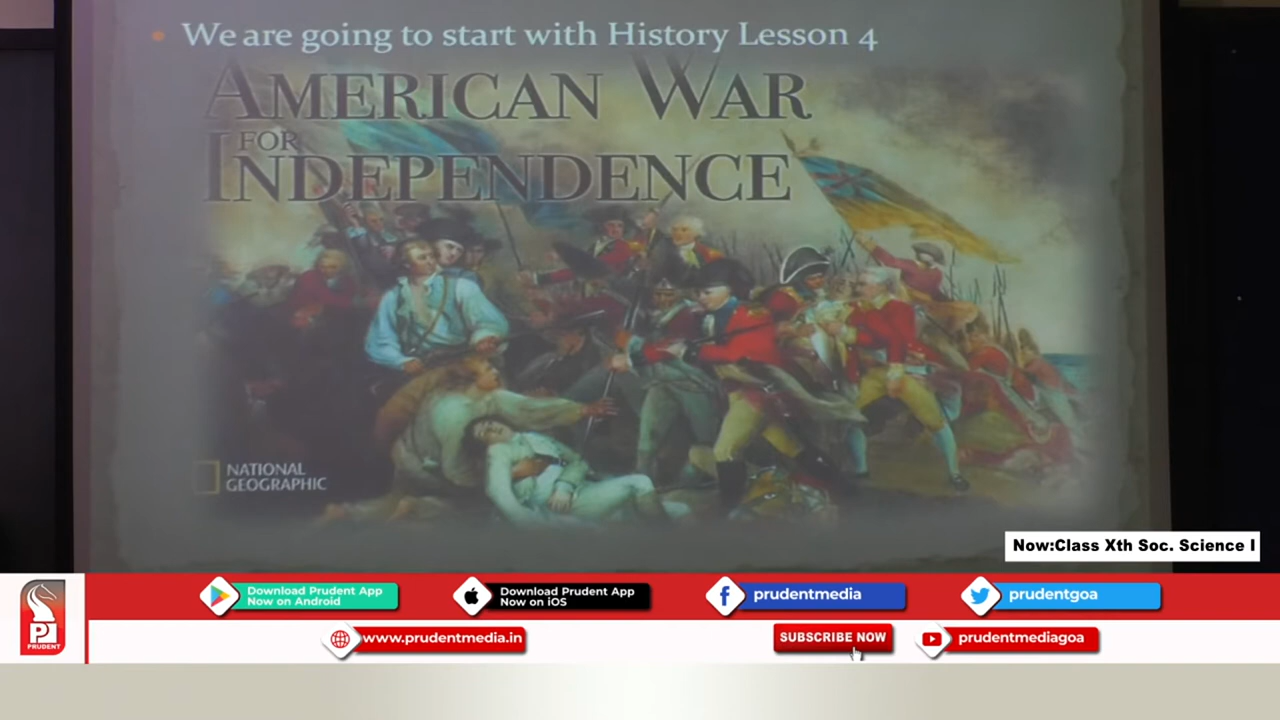 We are going to start with History Lesson 4
AMERICAN WAR
FOR
INDEPENDENCE
NATIONAL
GEOGRAPHIC
Now:Class Xth Soc. Science I
Download Prudent App
Now on Android
Download Prudent App
Now on iOS
prudentmedia
prudentgoa
PRUDENT
www.prudentmedia.in
SUBSCRIBE NOW
prudentmediagoa